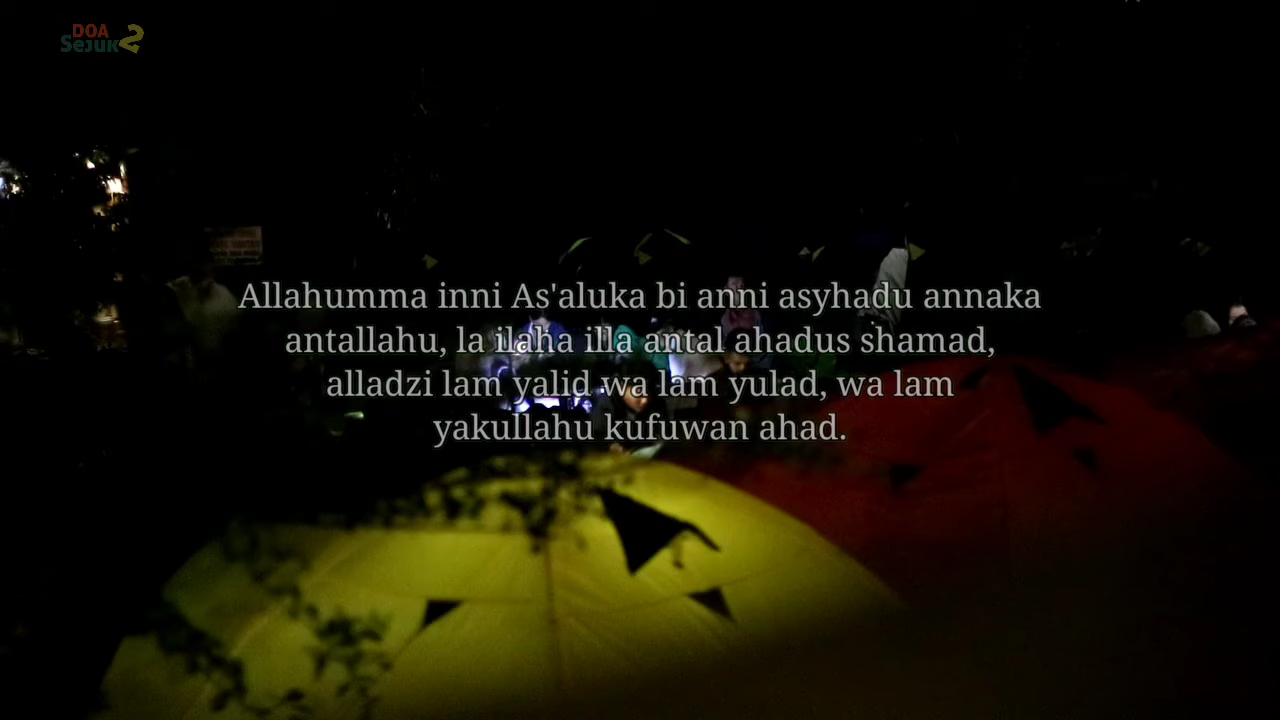 DOA
Sejuk2
Allahumma inni As'aluka bi anni asyhadu annaka
antallahu, la ilaha illa antal ahadus shamad,
alladzi lam yalid wa lam yulad, wa lam
yakullahu kufuwan ahad.